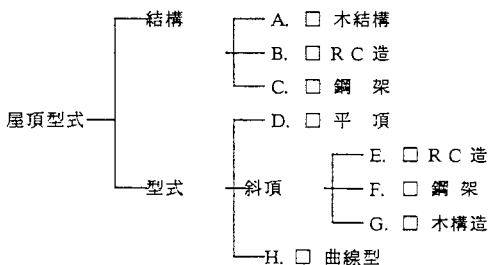 結構 A. □ 木結構
B. □ RC造
C. □ 鋼 架
屋頂型式 D. □ 平 頂
E. □ RC造
型式 斜頂 F. □ 鋼 架
G. □ 木構造
H. □ 曲線型